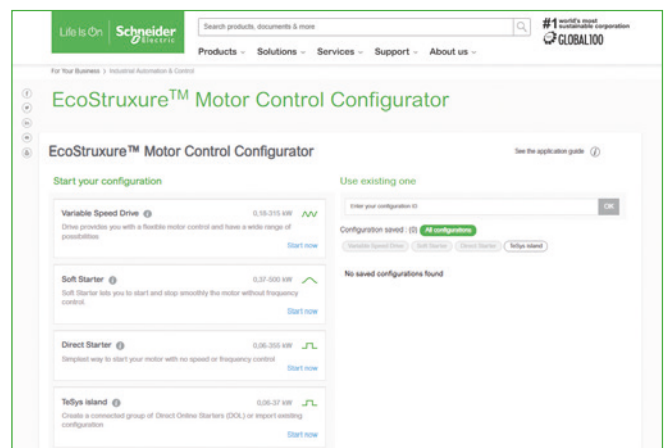 Life Is On
Schneider
Electric
Search products, documents & more
#1 world's most
sustainable corporation
GLOBAL100
Products
Solutions
Services
Support
About us
For Your Business > Industrial Automation & Control
EcoStruxure™ Motor Control Configurator
EcoStruxure™ Motor Control Configurator
See the application guide
Start your configuration
Variable Speed Drive
0,18-315 kW
Drive provides you with a flexible motor control and have a wide range of
possibilities
Start now
Soft Starter
0,37-500 kW
Soft Starter lets you to start and stop smoothly the motor without frequency
control.
Start now
Direct Starter
0,06-355 kW
Simplest way to start your motor with no speed or frequency control
Start now
TeSys island
0,06-37 kW
Create a connected group of Direct Online Starters (DOL) or import existing
configuration
Start now
Use existing one
Enter your configuration ID
OK
Configuration saved : (0) All configurations
Variable Speed Drive
Soft Starter
Direct Starter
TeSys island
No saved configurations found